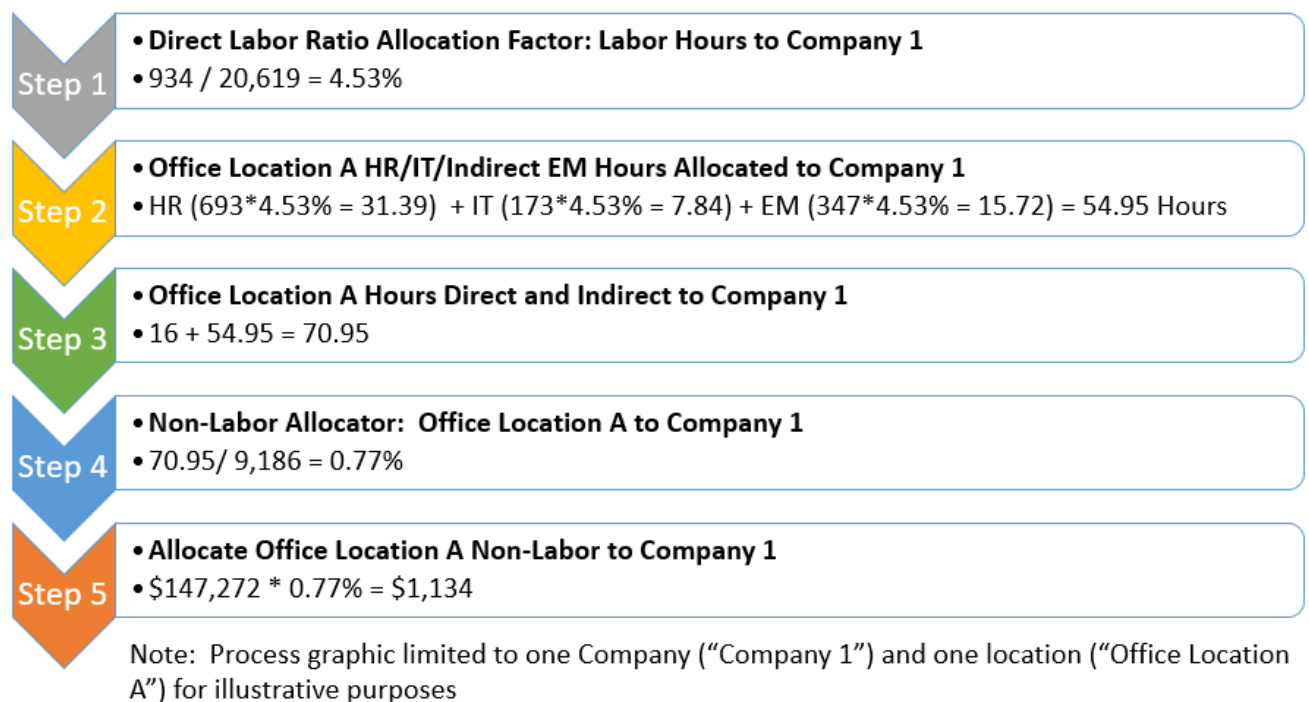 Step 1
• Direct Labor Ratio Allocation Factor: Labor Hours to Company 1
• 934 / 20,619 = 4.53%
Step 2
• Office Location A HR/IT/Indirect EM Hours Allocated to Company 1
• HR (693*4.53% = 31.39)  + IT (173*4.53% = 7.84) + EM (347*4.53% = 15.72) = 54.95 Hours
Step 3
• Office Location A Hours Direct and Indirect to Company 1
• 16 + 54.95 = 70.95
Step 4
• Non-Labor Allocator:  Office Location A to Company 1
• 70.95/ 9,186 = 0.77%
Step 5
• Allocate Office Location A Non-Labor to Company 1
• $147,272 * 0.77% = $1,134
Note:  Process graphic limited to one Company (“Company 1”) and one location (“Office Location
A”) for illustrative purposes